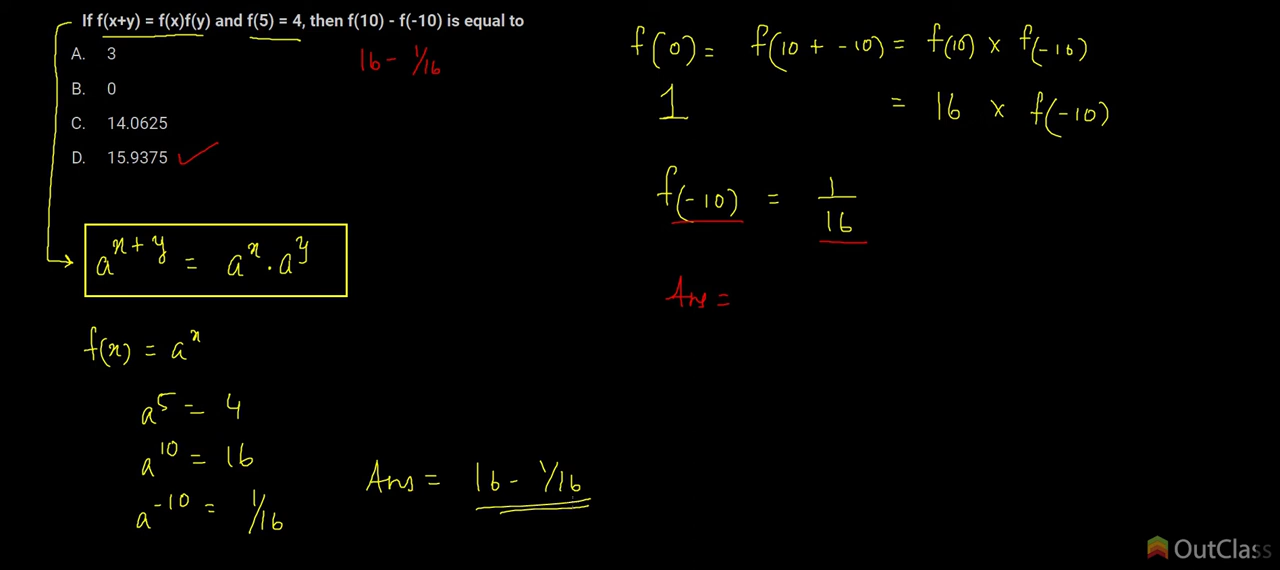 If f(x+y) = f(x)f(y) and f(5) = 4, then f(10) - f(-10) is equal to
A. 3
B. 0
C. 14.0625
D. 15.9375 ✓
16 - 1/16
a^{x+y} = a^x · a^y
f(x) = a^x
a^5 = 4
a^{10} = 16
a^{-10} = 1/16
Ans = 16 - 1/16
f(0) = f(10 + -10) = f(10) x f(-10)
1 = 16 x f(-10)
f(-10) = 1/16
Ans =
OutClass